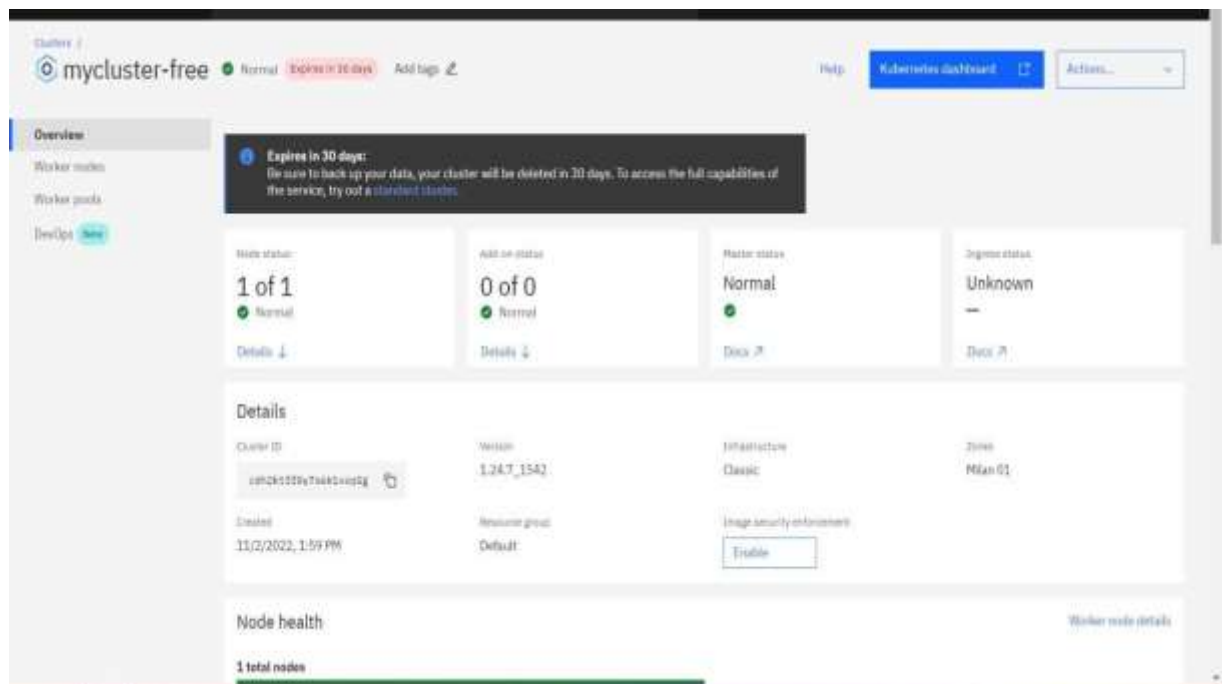 Clusters /
mycluster-free Normal Expires in 30 days Add tags
Help
Kubernetes dashboard
Actions...
Overview
Worker nodes
Worker pools
DevOps New
Expires in 30 days:
Be sure to back up your data, your cluster will be deleted in 30 days. To access the full capabilities of
the service, try out a standard cluster.
Node status
1 of 1
Normal
Details
Add-on status
0 of 0
Normal
Details
Master status
Normal
Docs
Ingress status
Unknown
—
Docs
Details
Cluster ID
Version
1.24.7_1542
Infrastructure
Classic
Zones
Milan 01
Created
11/2/2022, 1:59 PM
Resource group
Default
Image security enforcement
Enable
Node health
Worker node details
1 total nodes